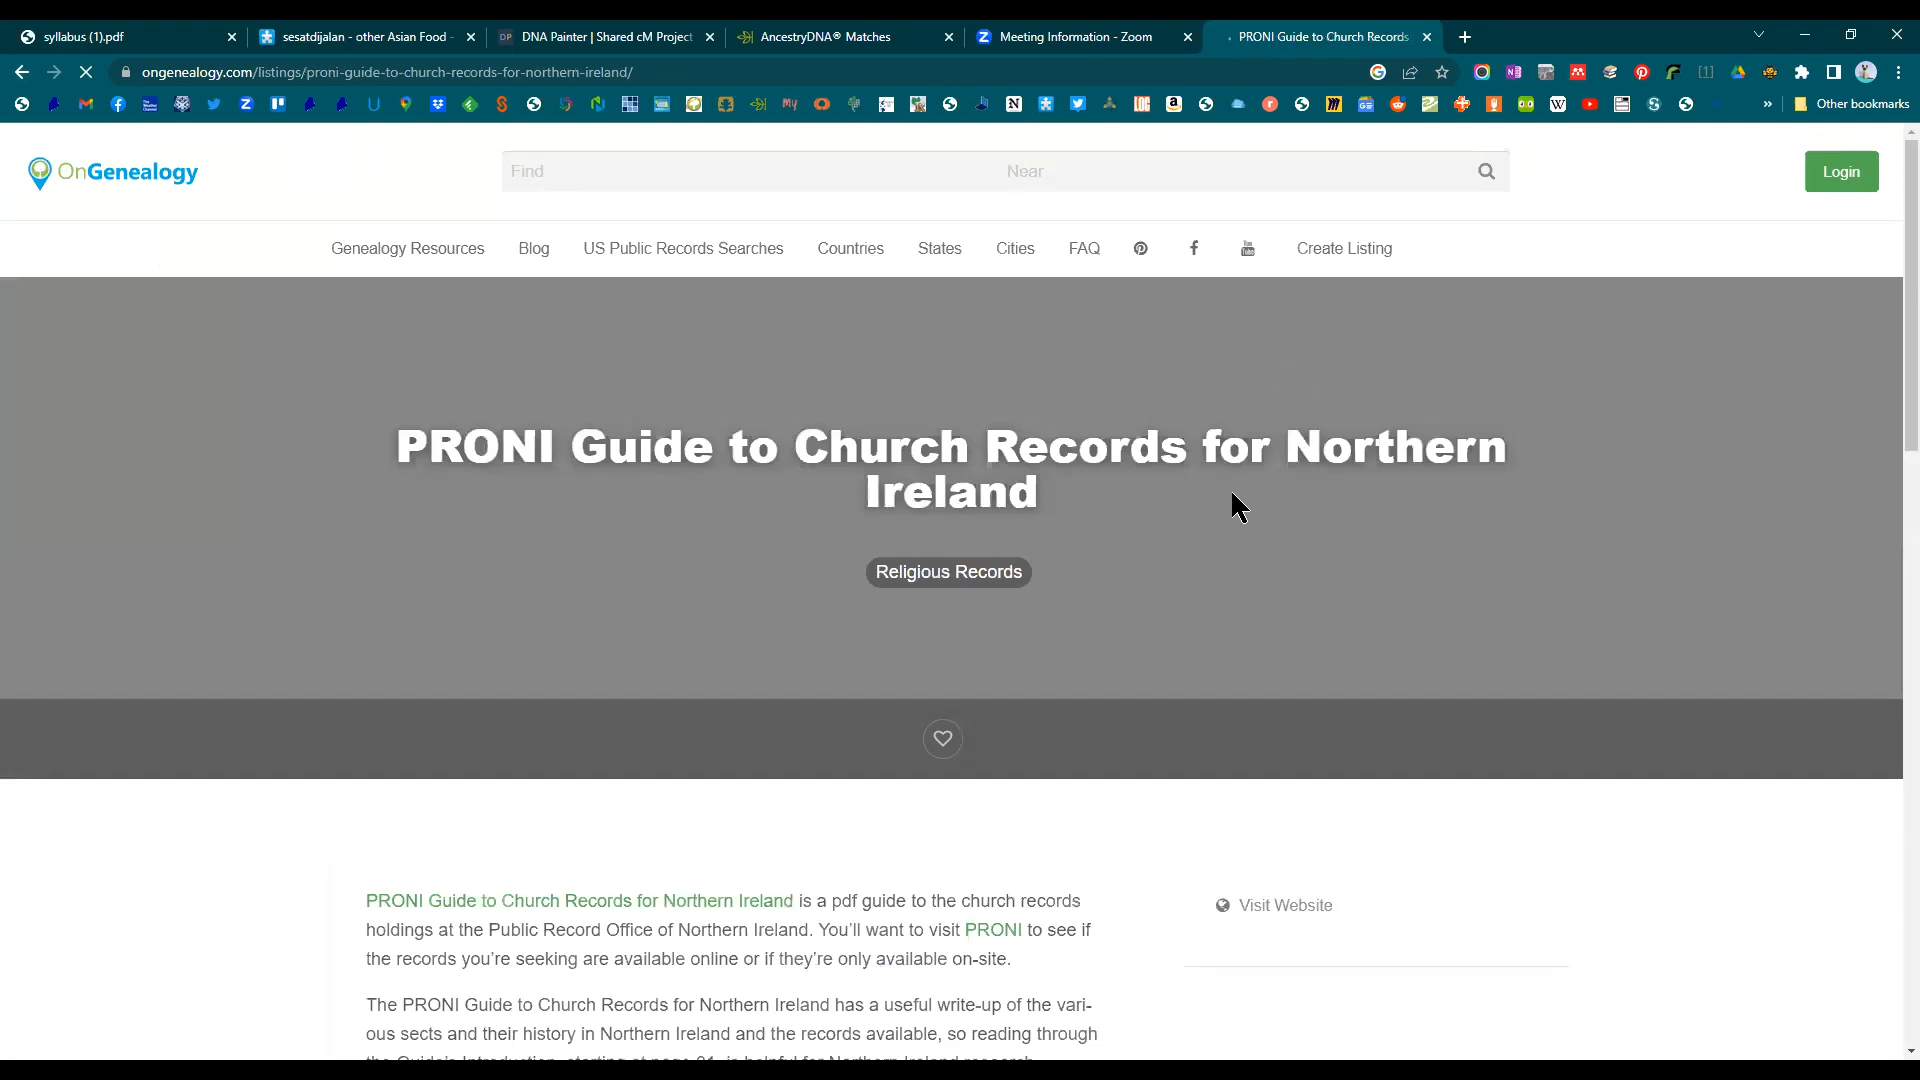 syllabus (1).pdf
sesatdijalan - other Asian Food -
DNA Painter | Shared cM Project
AncestryDNA® Matches
Meeting Information - Zoom
PRONI Guide to Church Records
ongenealogy.com/listings/proni-guide-to-church-records-for-northern-ireland/
Other bookmarks
OnGenealogy
Find
Near
Login
Genealogy Resources
Blog
US Public Records Searches
Countries
States
Cities
FAQ
Create Listing
PRONI Guide to Church Records for Northern
Ireland
Religious Records
PRONI Guide to Church Records for Northern Ireland is a pdf guide to the church records
holdings at the Public Record Office of Northern Ireland. You'll want to visit PRONI to see if
the records you're seeking are available online or if they're only available on-site.
Visit Website
The PRONI Guide to Church Records for Northern Ireland has a useful write-up of the vari-
ous sects and their history in Northern Ireland and the records available, so reading through